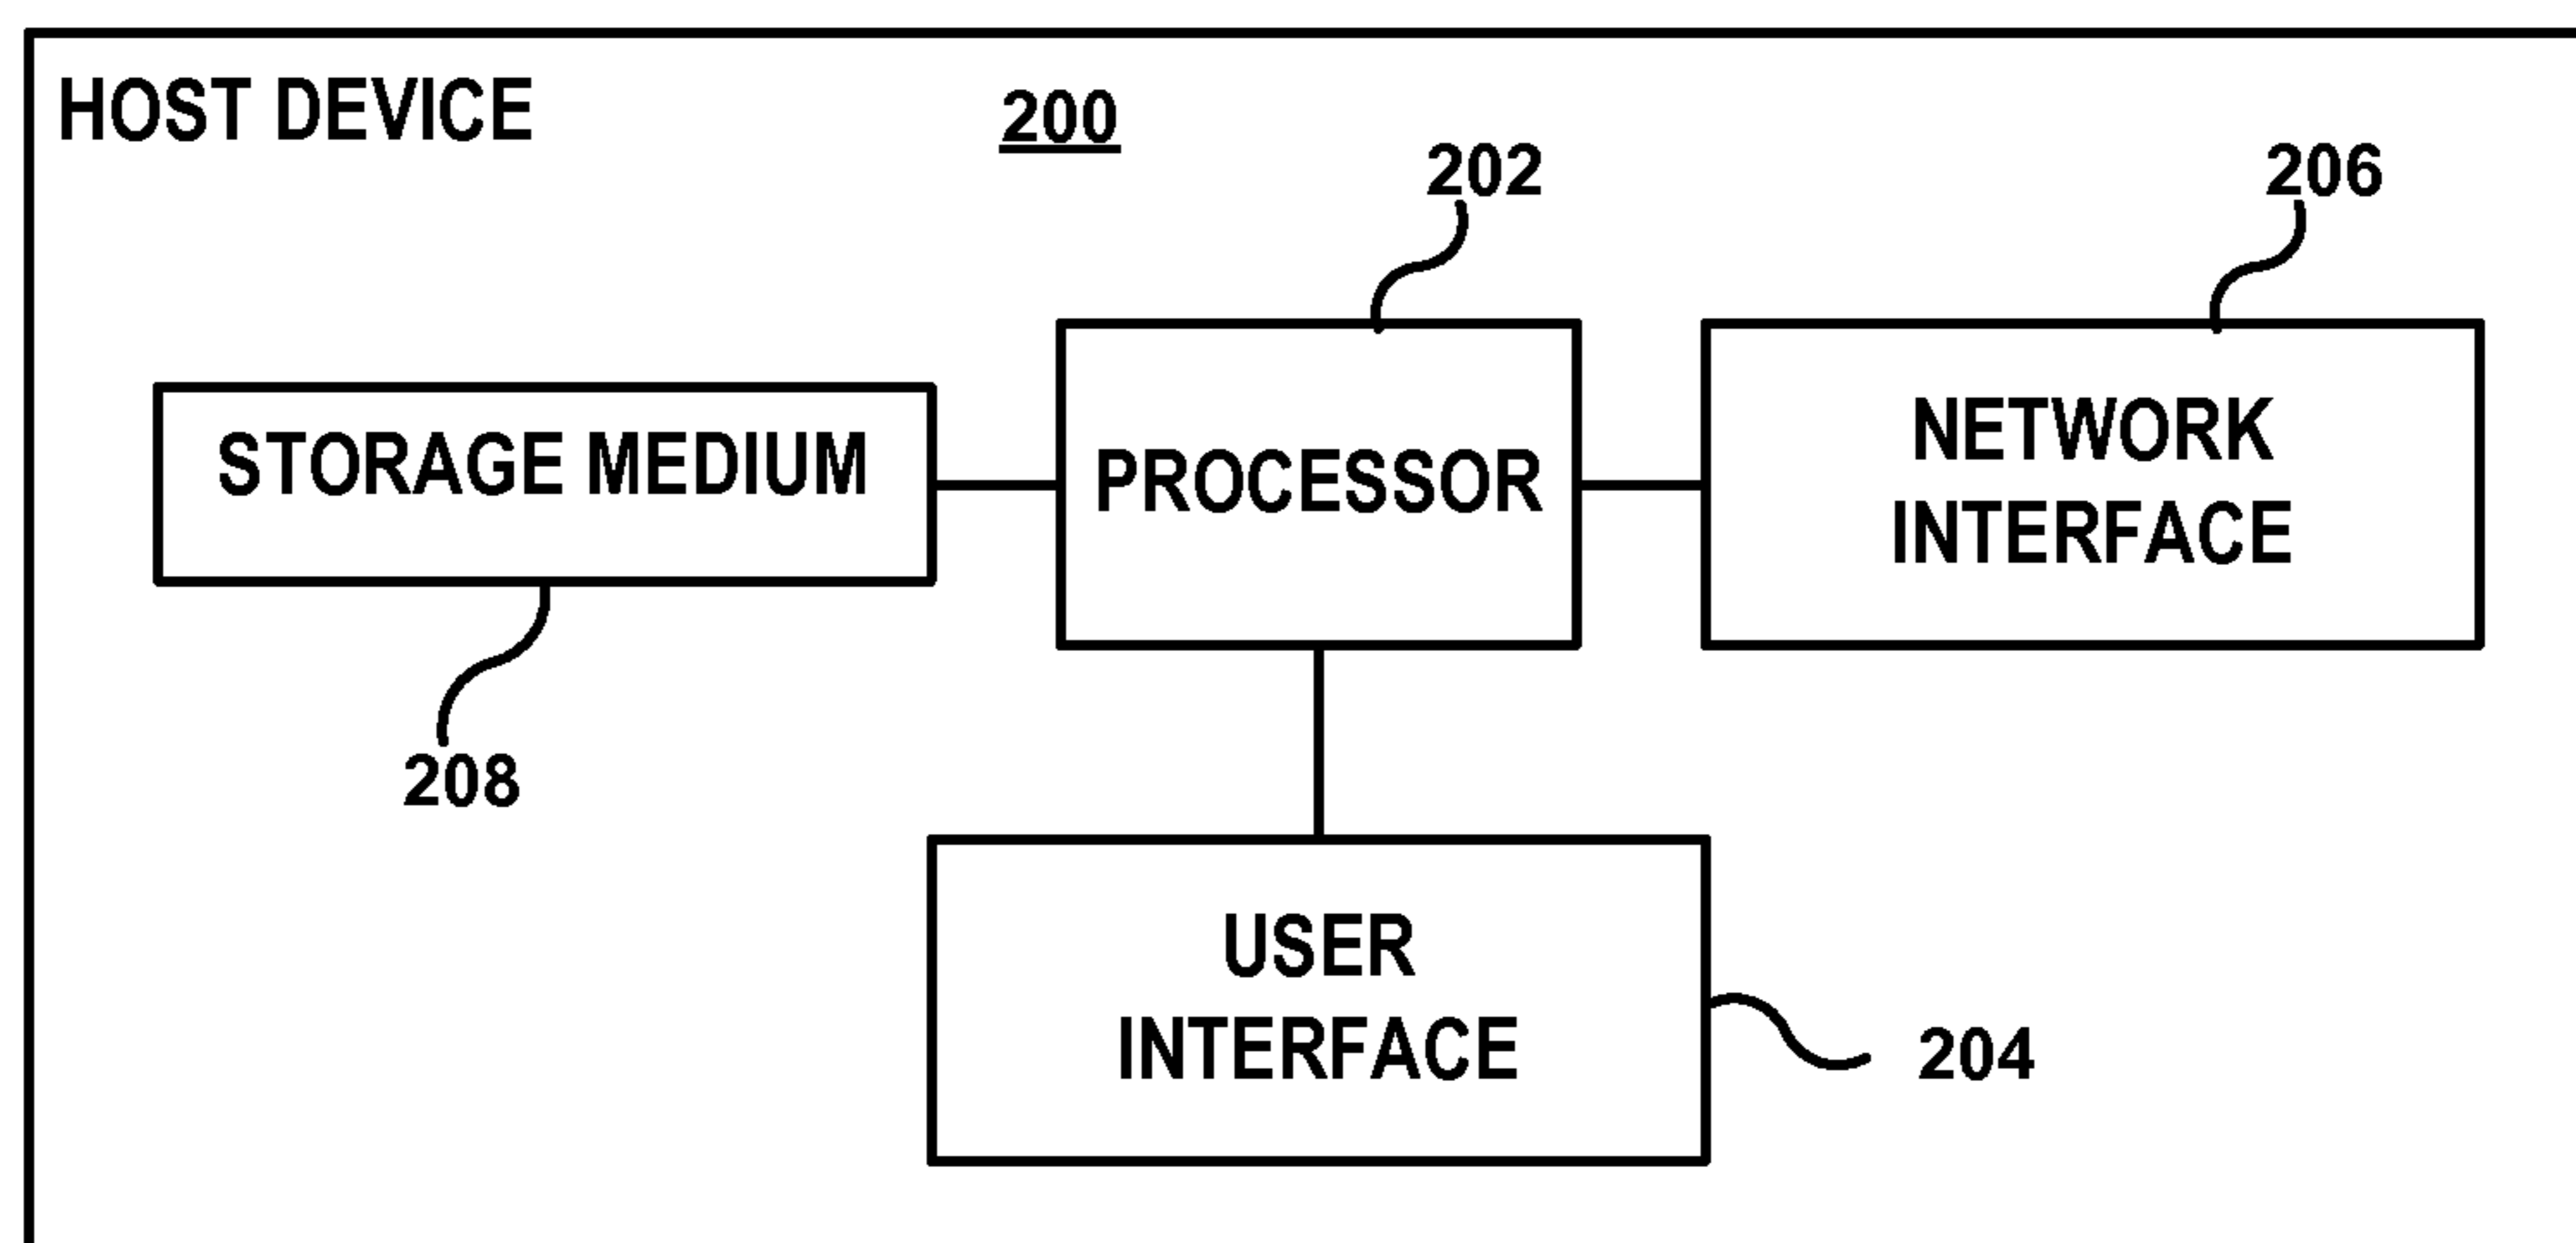 HOST DEVICE
200
202
206
STORAGE MEDIUM
PROCESSOR
NETWORK
INTERFACE
208
USER
INTERFACE
204